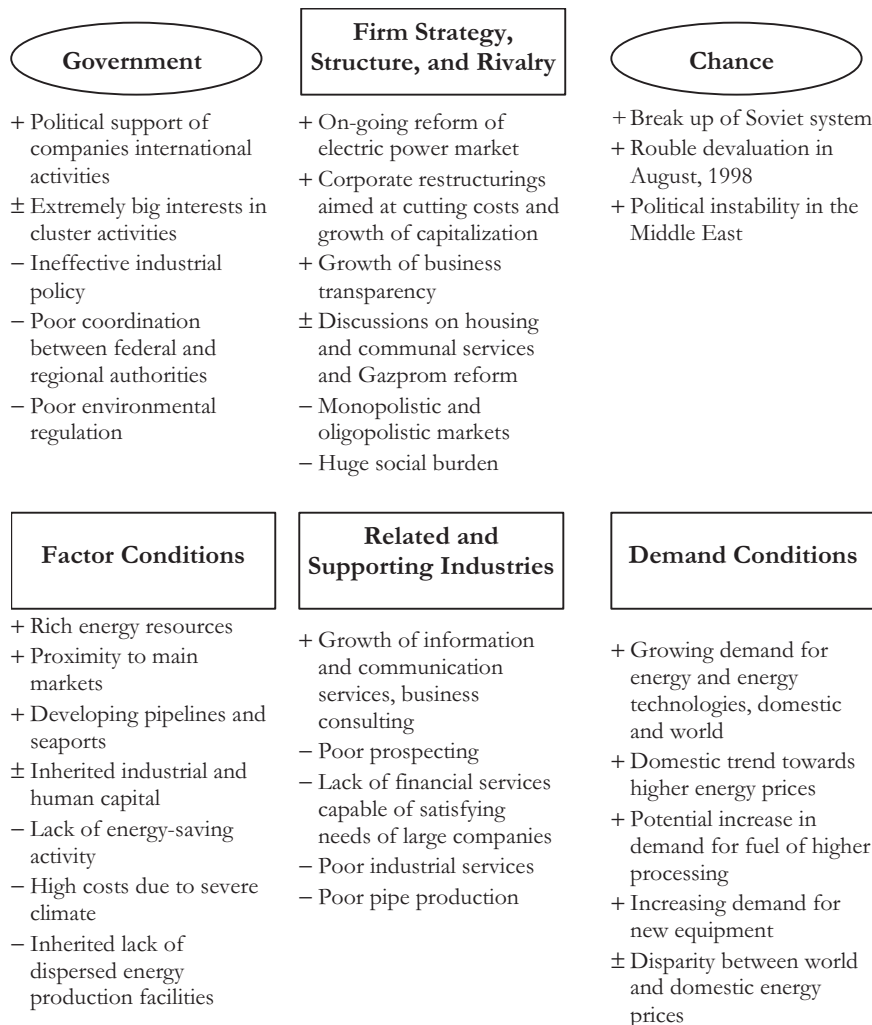 Government
+ Political support of
companies international
activities
± Extremely big interests in
cluster activities
− Ineffective industrial
policy
− Poor coordination
between federal and
regional authorities
− Poor environmental
regulation
Firm Strategy,
Structure, and Rivalry
+ On-going reform of
electric power market
+ Corporate restructurings
aimed at cutting costs and
growth of capitalization
+ Growth of business
transparency
± Discussions on housing
and communal services
and Gazprom reform
− Monopolistic and
oligopolistic markets
− Huge social burden
Chance
+ Break up of Soviet system
+ Rouble devaluation in
August, 1998
+ Political instability in the
Middle East
Factor Conditions
+ Rich energy resources
+ Proximity to main
markets
+ Developing pipelines and
seaports
± Inherited industrial and
human capital
− Lack of energy-saving
activity
− High costs due to severe
climate
− Inherited lack of
dispersed energy
production facilities
Related and
Supporting Industries
+ Growth of information
and communication
services, business
consulting
− Poor prospecting
− Lack of financial services
capable of satisfying
needs of large companies
− Poor industrial services
− Poor pipe production
Demand Conditions
+ Growing demand for
energy and energy
technologies, domestic
and world
+ Domestic trend towards
higher energy prices
+ Potential increase in
demand for fuel of higher
processing
+ Increasing demand for
new equipment
± Disparity between world
and domestic energy
prices